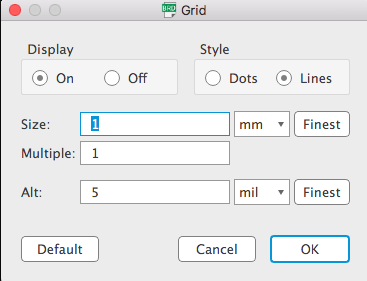 BRD Grid
Display Style
On Off Dots Lines
Size: 1 mm Finest
Multiple: 1
Alt: 5 mil Finest
Default Cancel OK